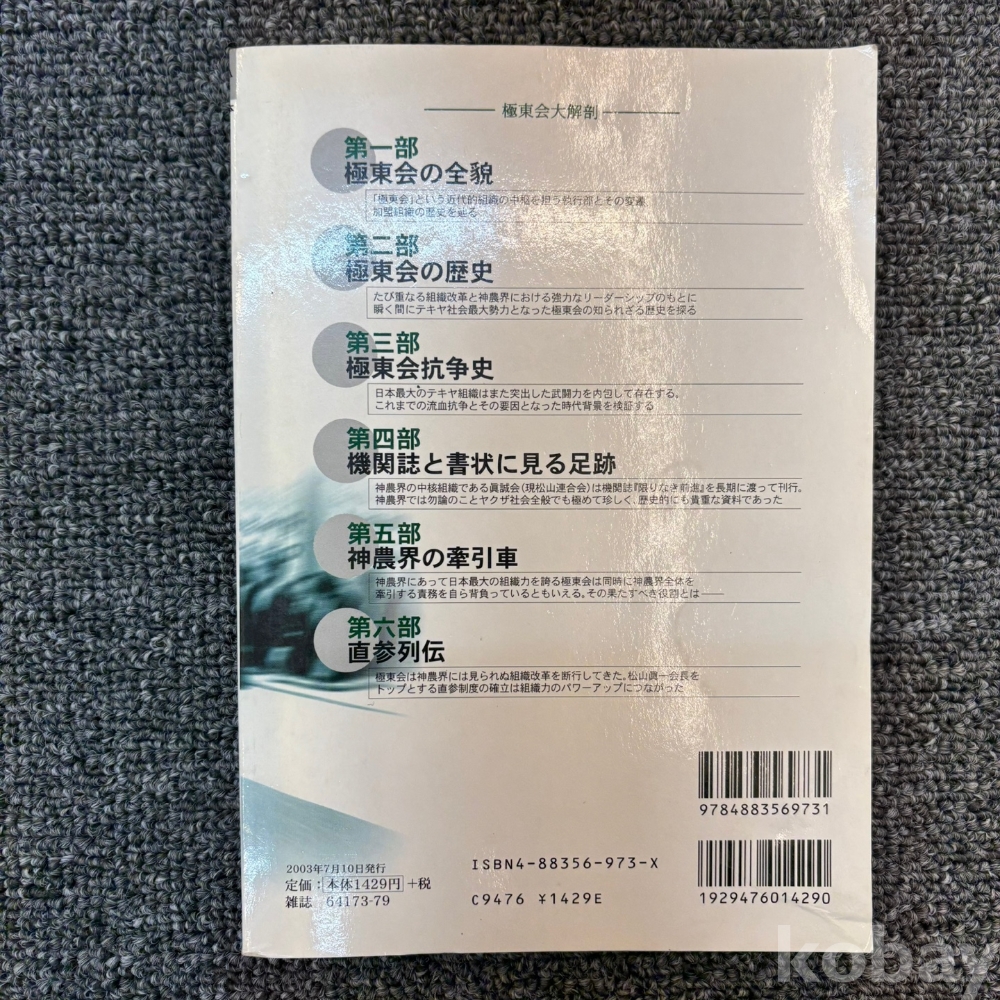 極東会大解剖
第一部
極東会の全貌
「極東会」という近代的組織の中枢を担う執行部とその変遷、
加盟組織の歴史を辿る
第二部
極東会の歴史
たび重なる組織改革と神農界における強力なリーダーシップのもとに
瞬く間にテキヤ社会最大勢力となった極東会の知られざる歴史を探る
第三部
極東会抗争史
日本最大のテキヤ組織はまた突出した武闘力を内包して存在する。
これまでの流血抗争とその要因となった時代背景を検証する
第四部
機関誌と書状に見る足跡
神農界の中核組織である眞誠会(現松山連合会)は機関誌『限りなき前進』を長期に渡って刊行。
神農界では勿論のことヤクザ社会全般でも極めて珍しく、歴史的にも貴重な資料であった
第五部
神農界の牽引車
神農界にあって日本最大の組織力を誇る極東会は同時に神農界全体を
牽引する責務を自ら背負っているともいえる。その果たすべき役割とは——
第六部
直参列伝
極東会は神農界には見られぬ組織改革を断行してきた。松山眞一会長を
トップとする直参制度の確立は組織力のパワーアップにつながった
9784883569731
2003年7月10日発行
定価:本体1429円+税
雑誌 64173-79
ISBN4-88356-973-X
C9476 ¥1429E
1929476014290
kobay